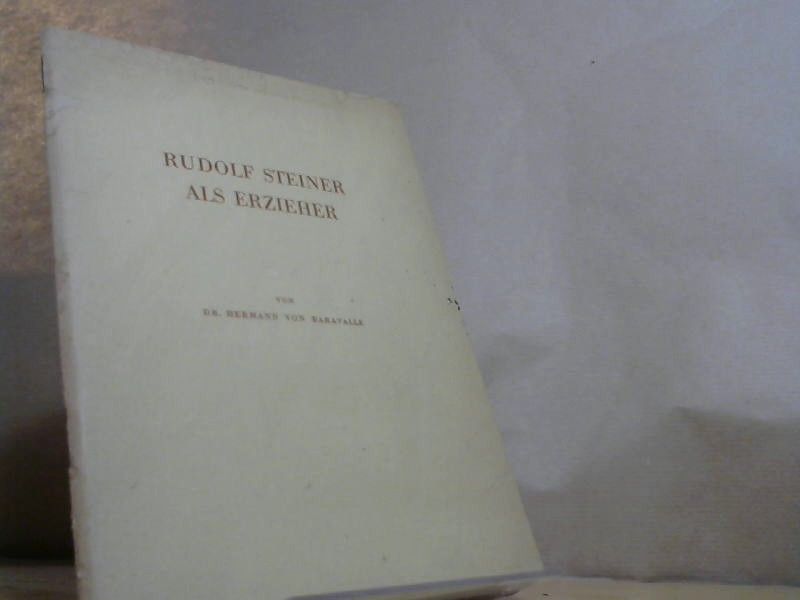 RUDOLF STEINER
ALS ERZIEHER
VON
DR. HERMANN VON BARAVALLE